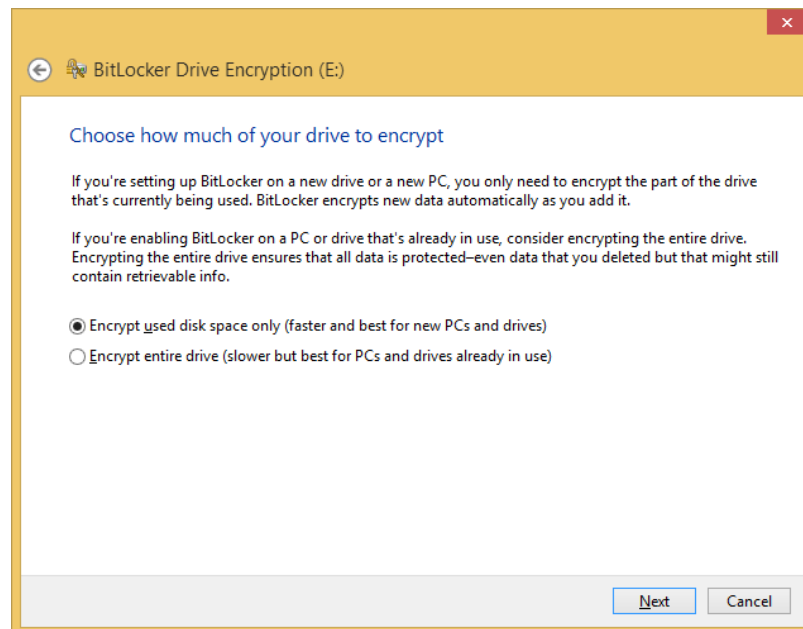 BitLocker Drive Encryption (E:)
Choose how much of your drive to encrypt
If you're setting up BitLocker on a new drive or a new PC, you only need to encrypt the part of the drive
that's currently being used. BitLocker encrypts new data automatically as you add it.
If you're enabling BitLocker on a PC or drive that's already in use, consider encrypting the entire drive.
Encrypting the entire drive ensures that all data is protected–even data that you deleted but that might still
contain retrievable info.
Encrypt used disk space only (faster and best for new PCs and drives)
Encrypt entire drive (slower but best for PCs and drives already in use)
Next Cancel